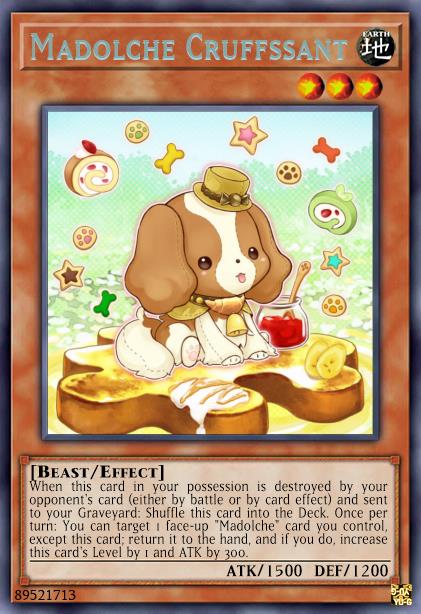 MADOLCHE CRUFFSSANT
EARTH
地
[BEAST/EFFECT]
When this card in your possession is destroyed by your
opponent's card (either by battle or by card effect) and sent
to your Graveyard: Shuffle this card into the Deck. Once per
turn: You can target 1 face-up "Madolche" card you control,
except this card; return it to the hand, and if you do, increase
this card's Level by 1 and ATK by 300.
ATK/1500 DEF/1200
89521713